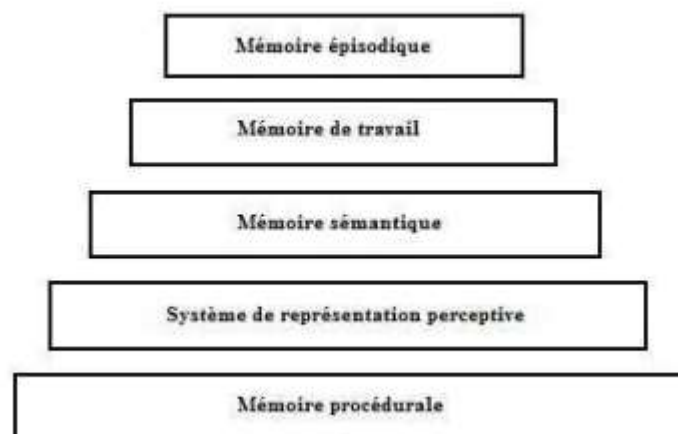 Mémoire épisodique
Mémoire de travail
Mémoire sémantique
Système de représentation perceptive
Mémoire procédurale